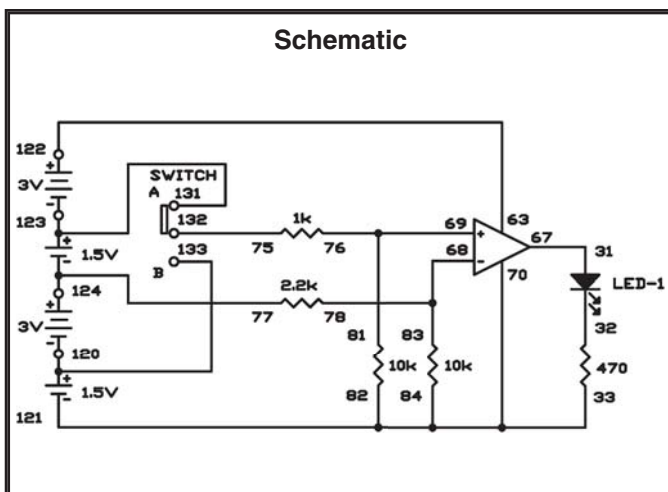 Schematic
122
+
3V
-
123
+
1.5V
-
124
+
3V
-
120
+
1.5V
-
121
SWITCH
A 131
132
133
B
1k
75 76
2.2k
77 78
69 + 63
68 - 67
70
31
LED-1
32
81 83
10k 10k
82 84
470
33